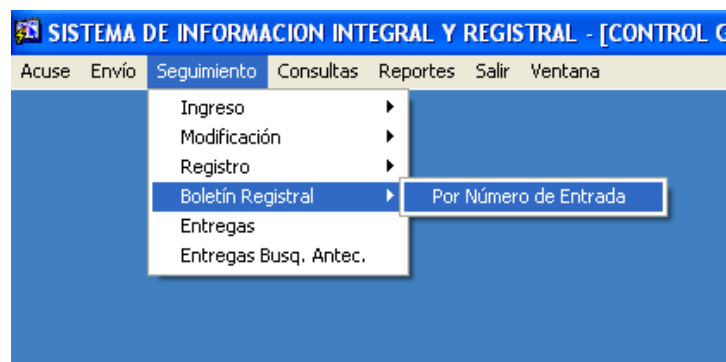 SISTEMA DE INFORMACION INTEGRAL Y REGISTRAL - [CONTROL
Acuse Envío Seguimiento Consultas Reportes Salir Ventana
Ingreso
Modificación
Registro
Boletín Registral Por Número de Entrada
Entregas
Entregas Busq. Antec.